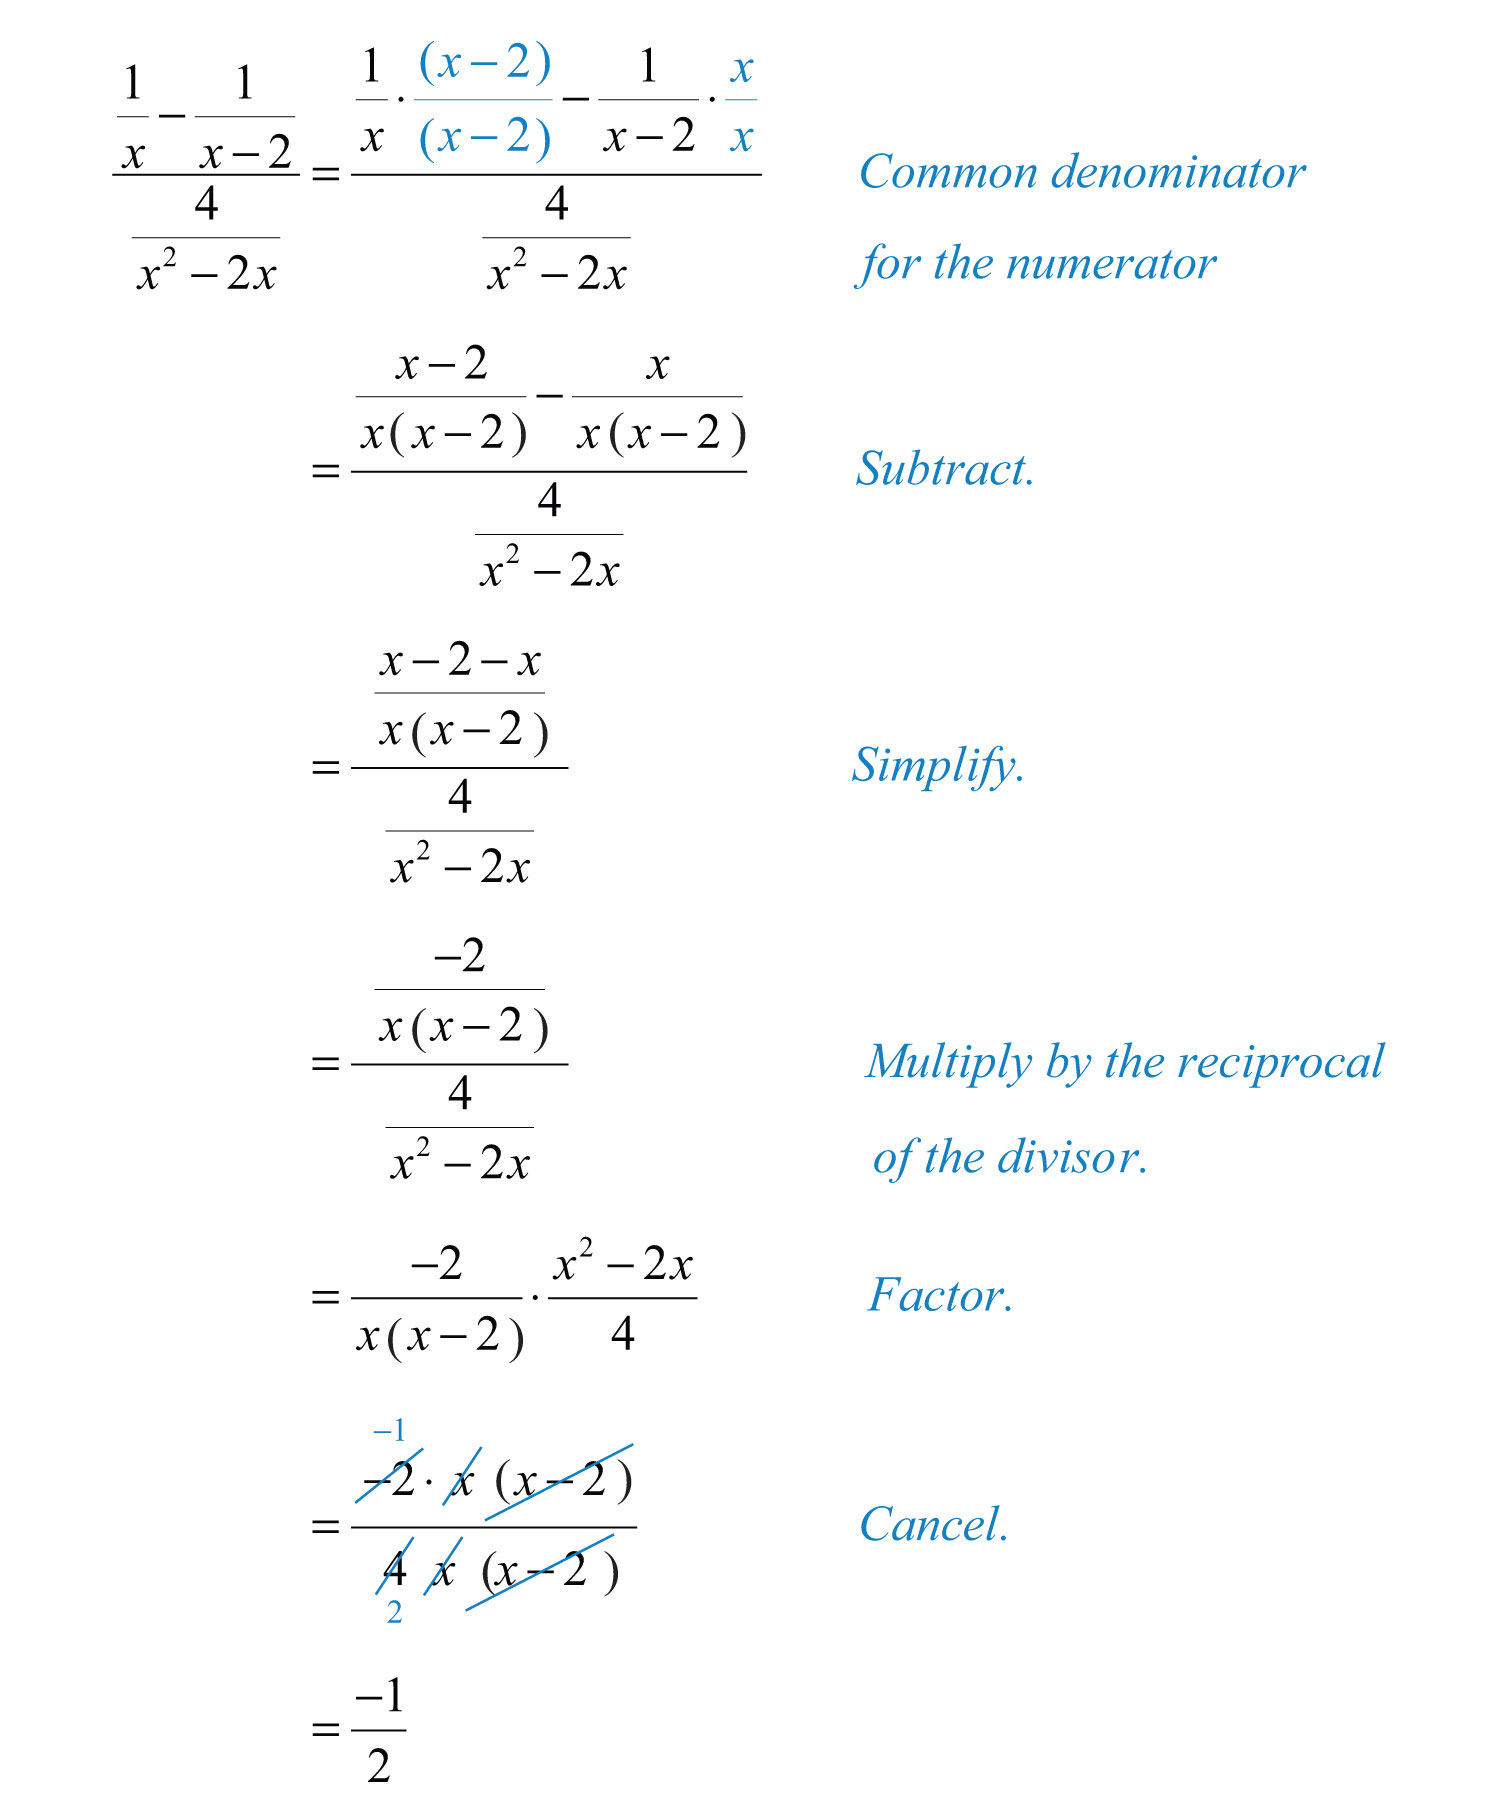 \frac{\frac{1}{x} - \frac{1}{x-2}}{\frac{4}{x^2-2x}} = \frac{\frac{1}{x} \cdot \frac{(x-2)}{(x-2)} - \frac{1}{x-2} \cdot \frac{x}{x}}{\frac{4}{x^2-2x}} Common denominator
for the numerator
= \frac{\frac{x-2}{x(x-2)} - \frac{x}{x(x-2)}}{\frac{4}{x^2-2x}} Subtract.
= \frac{\frac{x-2-x}{x(x-2)}}{\frac{4}{x^2-2x}} Simplify.
= \frac{\frac{-2}{x(x-2)}}{\frac{4}{x^2-2x}} Multiply by the reciprocal
of the divisor.
= \frac{-2}{x(x-2)} \cdot \frac{x^2-2x}{4} Factor.
= \frac{\overset{-1}{\cancel{-2}} \cdot \cancel{x} \cancel{(x-2)}}{\underset{2}{\cancel{4}} \cancel{x} \cancel{(x-2)}} Cancel.
= \frac{-1}{2}